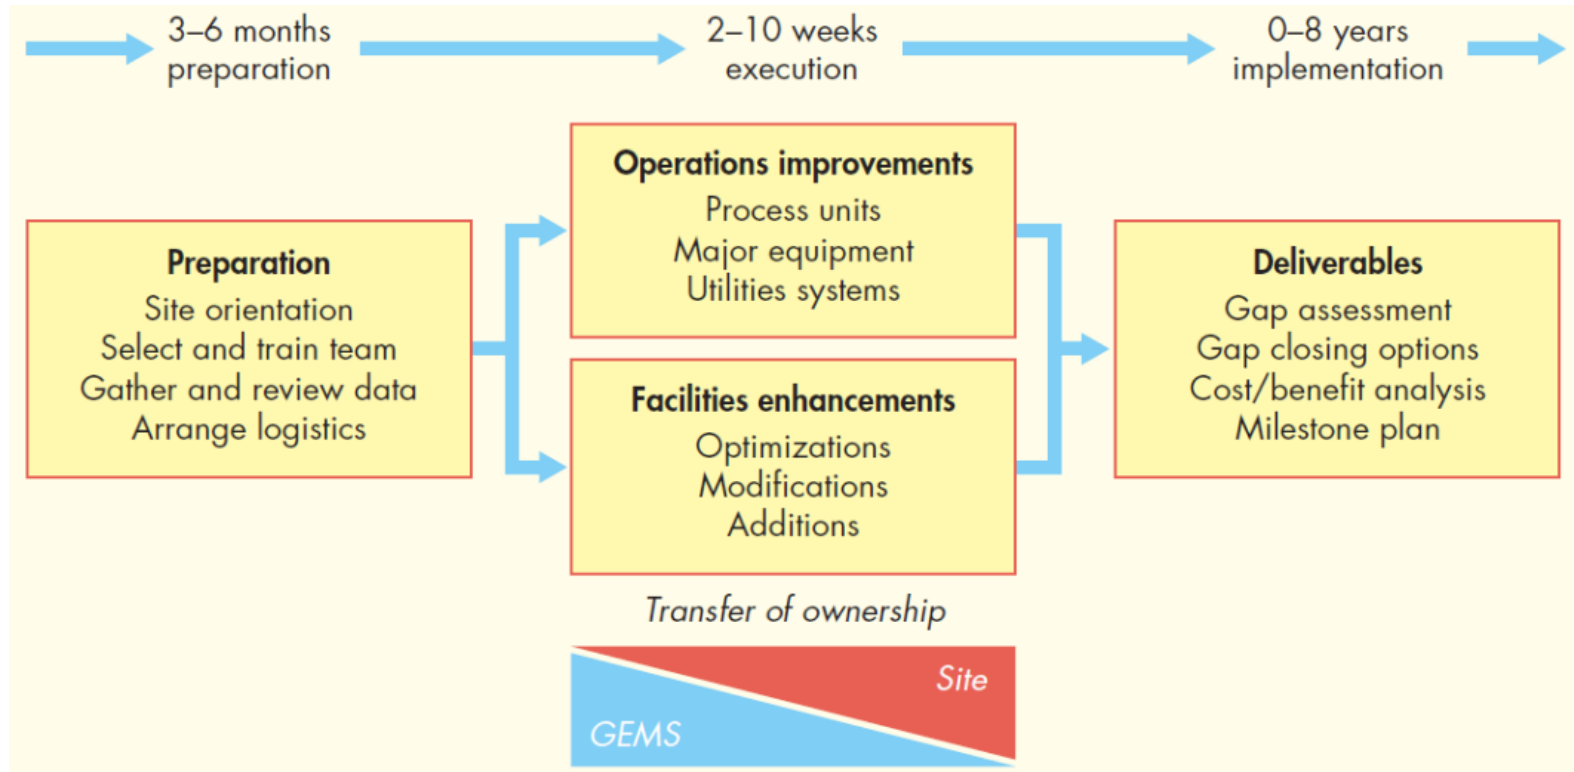 3–6 months
preparation
2–10 weeks
execution
0–8 years
implementation
Preparation
Site orientation
Select and train team
Gather and review data
Arrange logistics
Operations improvements
Process units
Major equipment
Utilities systems
Facilities enhancements
Optimizations
Modifications
Additions
Deliverables
Gap assessment
Gap closing options
Cost/benefit analysis
Milestone plan
Transfer of ownership
Site
GEMS